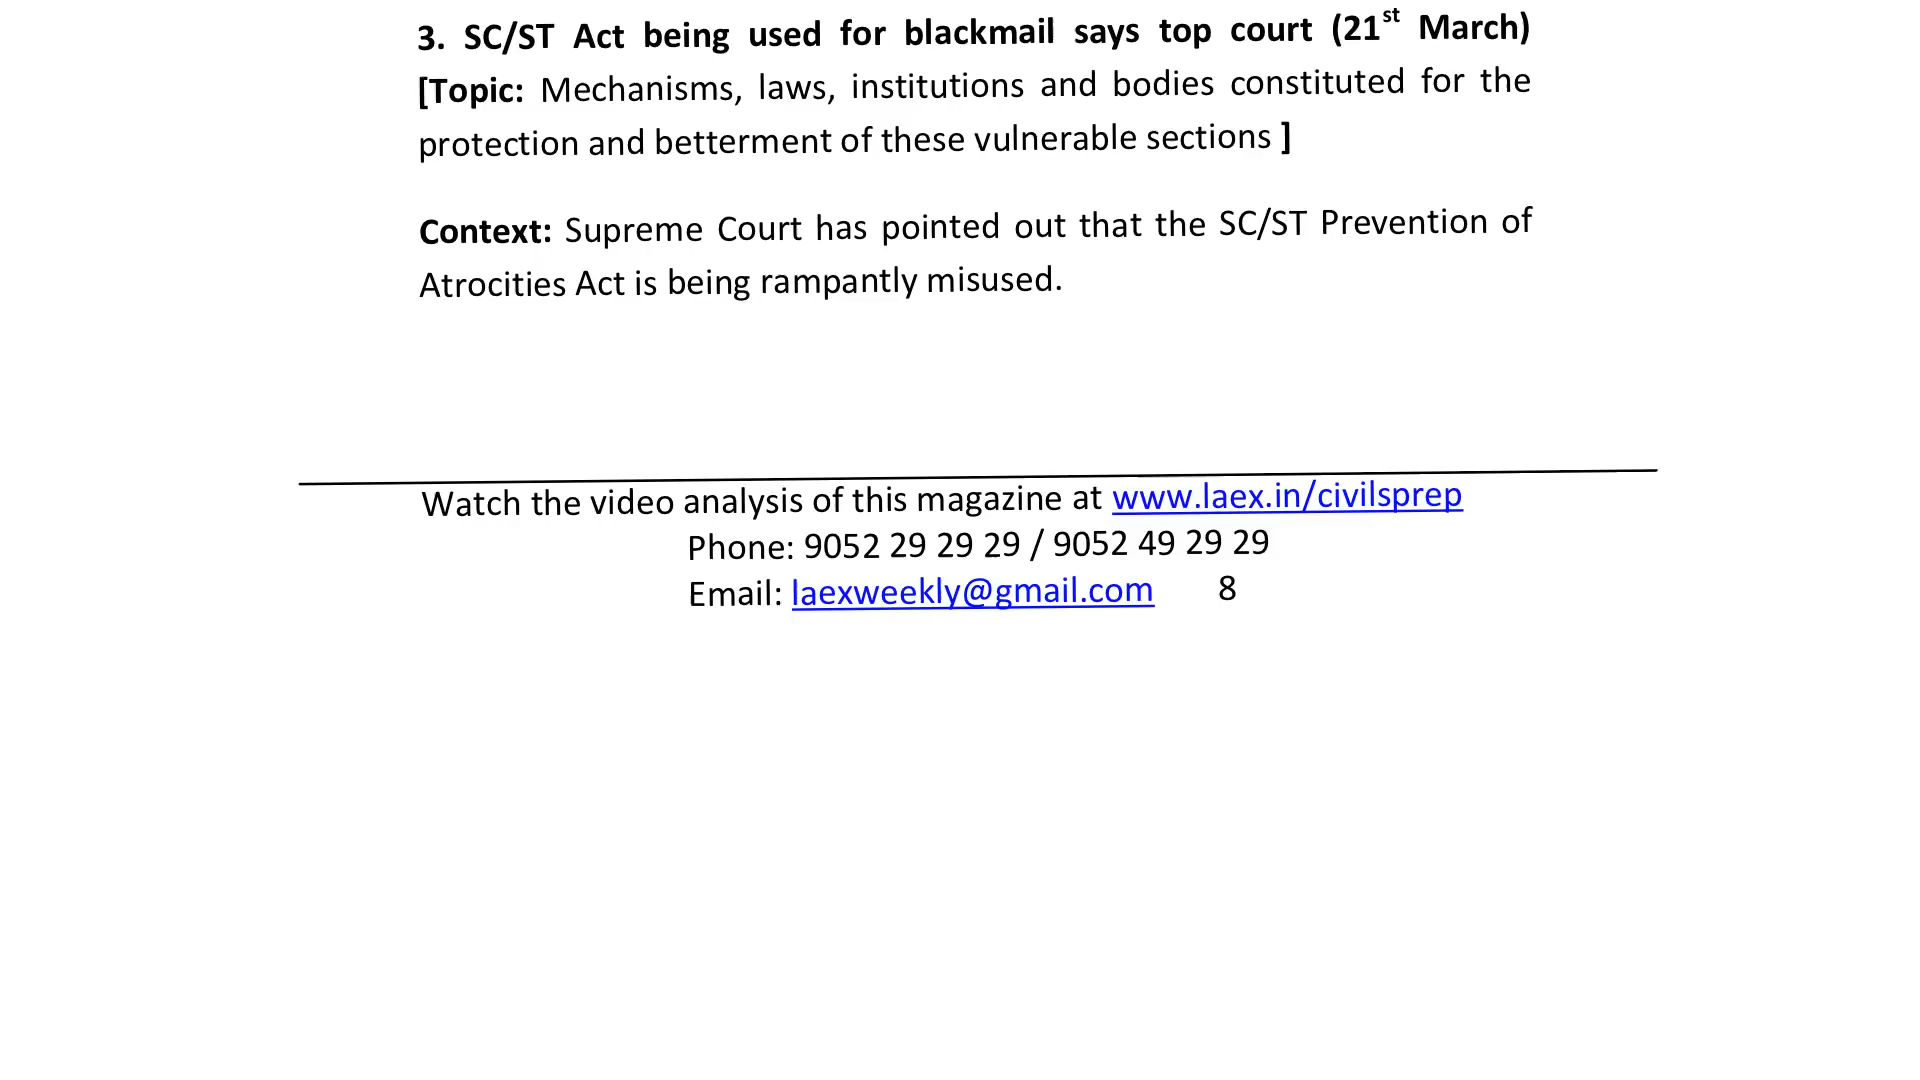 3. SC/ST Act being used for blackmail says top court (21st March)
[Topic: Mechanisms, laws, institutions and bodies constituted for the
protection and betterment of these vulnerable sections ]
Context: Supreme Court has pointed out that the SC/ST Prevention of
Atrocities Act is being rampantly misused.
Watch the video analysis of this magazine at www.laex.in/civilsprep
Phone: 9052 29 29 29 / 9052 49 29 29
Email: laexweekly@gmail.com 8